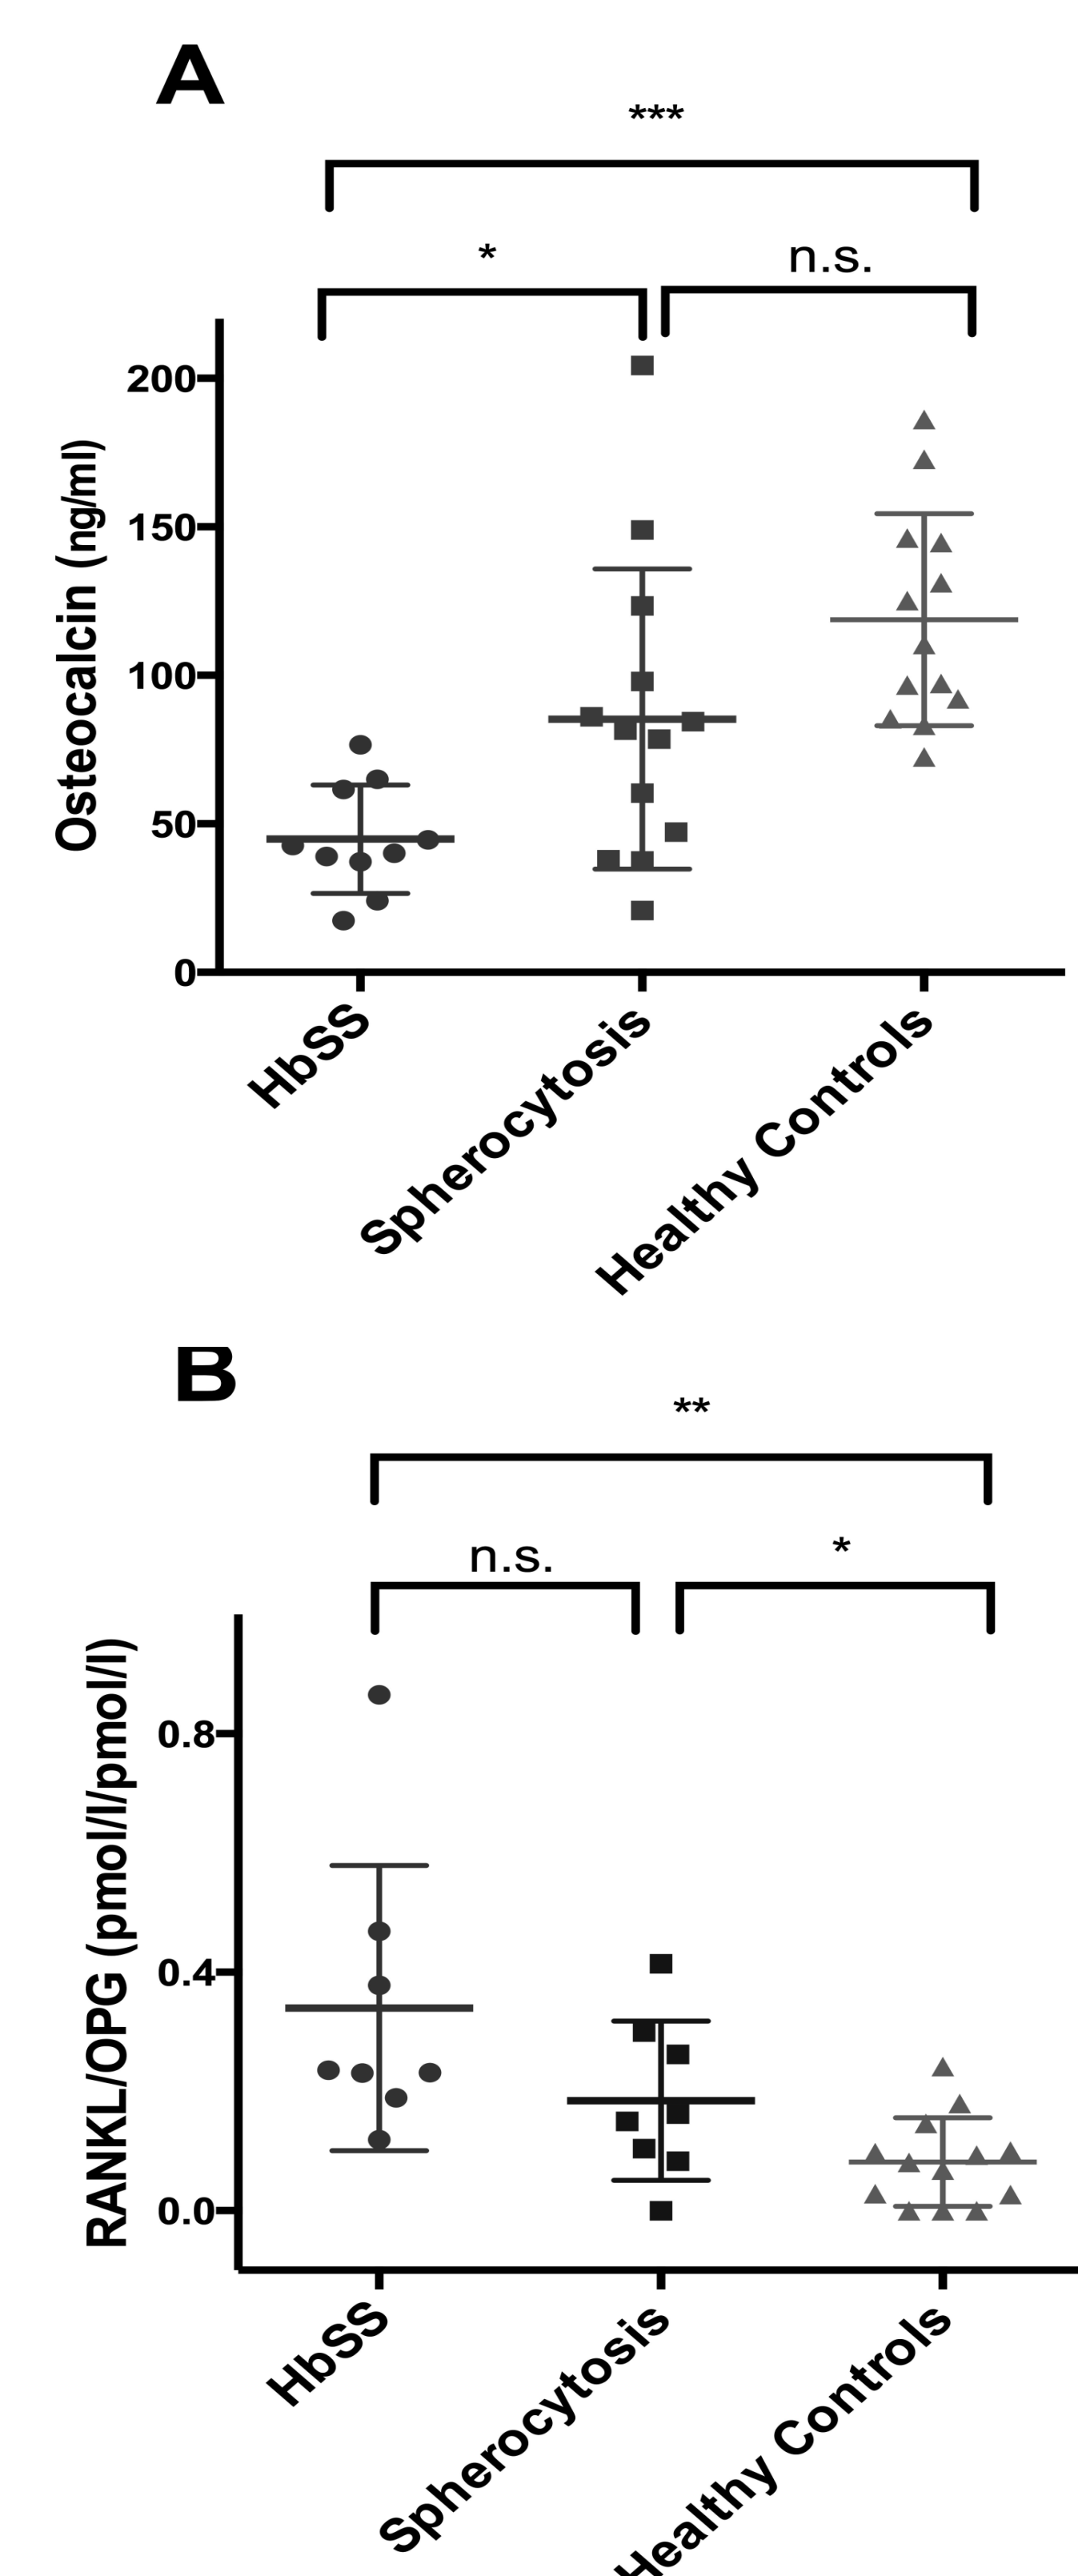 A
***
*
n.s.
Osteocalcin (ng/ml)
200
150
100
50
0
HbSS
Spherocytosis
Healthy Controls
B
**
n.s.
*
RANKL/OPG (pmol/l/pmol/l)
0.8
0.4
0.0
HbSS
Spherocytosis
Healthy Controls